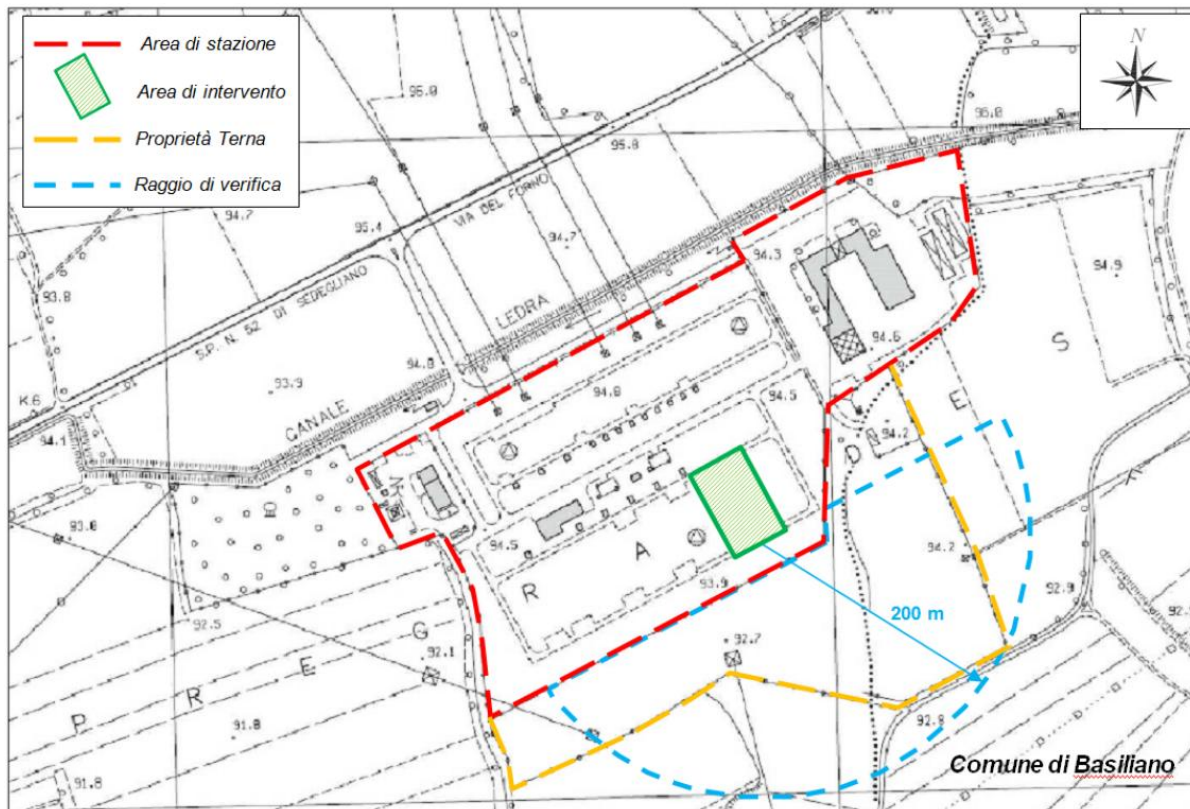 Area di stazione
Area di intervento
Proprietà Terna
Raggio di verifica
N
95.0
95.8
96.0
94.7
95.4
VIA DEL FORNO
94.7
94.3
94.9
93.8
S.P. N. 52 DI SEDEGLIANO
LEDRA
94.6
S
94.8
93.9
94.8
K.6
CANALE
94.5
E
94.1
94.2
D
93.6
94.5
A
94.2
R
93.9
200 m
92.9
92.5
G
92.1
92.7
E
R
P
91.8
92.8
91.8
Comune di Basiliano